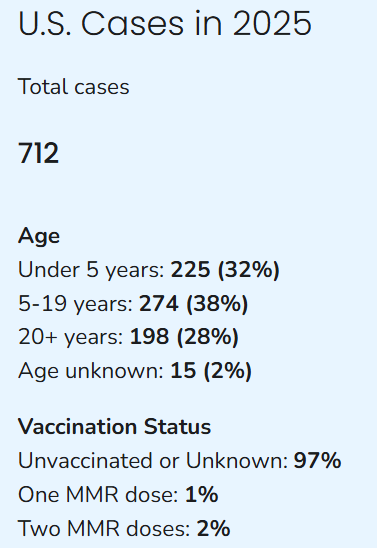 U.S. Cases in 2025
Total cases
712
Age
Under 5 years: 225 (32%)
5-19 years: 274 (38%)
20+ years: 198 (28%)
Age unknown: 15 (2%)
Vaccination Status
Unvaccinated or Unknown: 97%
One MMR dose: 1%
Two MMR doses: 2%